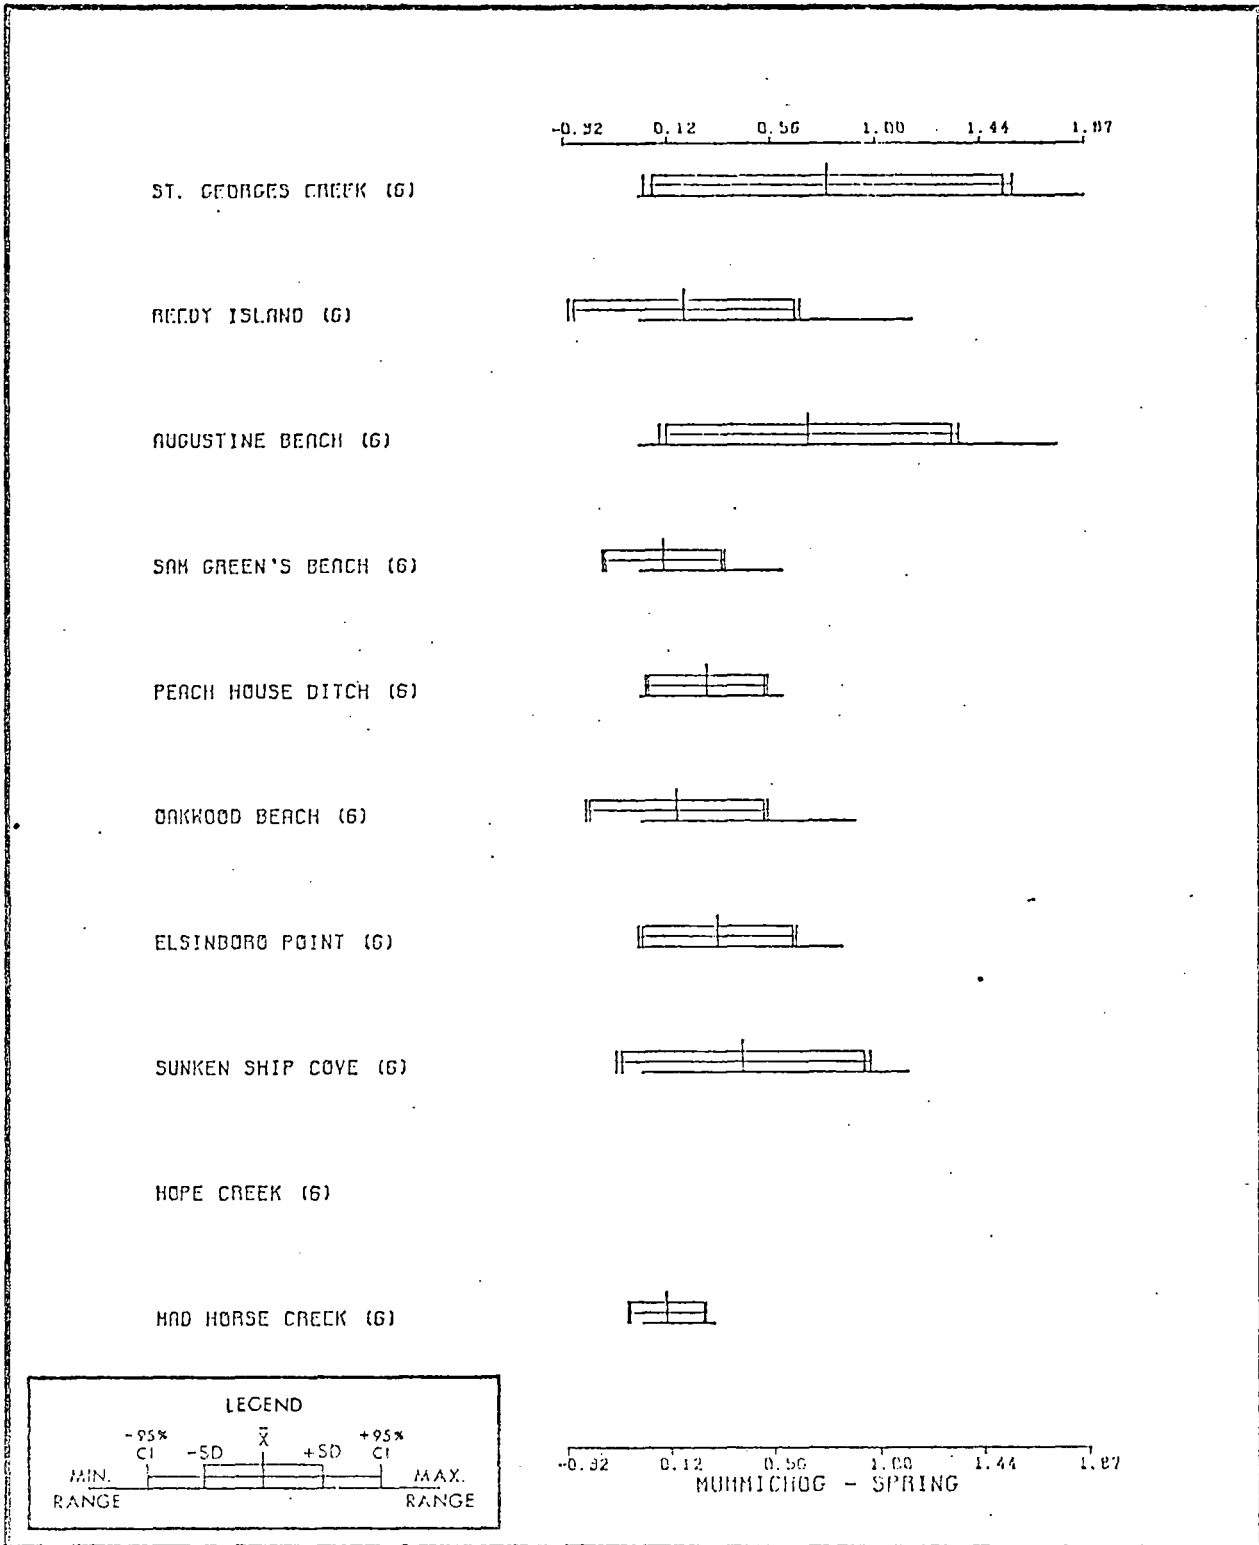 -0.32 0.12 0.56 1.00 1.44 1.87
ST. GEORGES CREEK (6)
REEDY ISLAND (6)
AUGUSTINE BEACH (6)
SAM GREEN'S BEACH (6)
PEACH HOUSE DITCH (6)
OAKWOOD BEACH (6)
ELSINBORO POINT (6)
SUNKEN SHIP COVE (6)
HOPE CREEK (6)
MAD HORSE CREEK (6)
LEGEND
-95% CI -SD X̄ +SD +95% CI
MIN. RANGE MAX. RANGE
-0.32 0.12 0.56 1.00 1.44 1.87
MUMMICHOG - SPRING